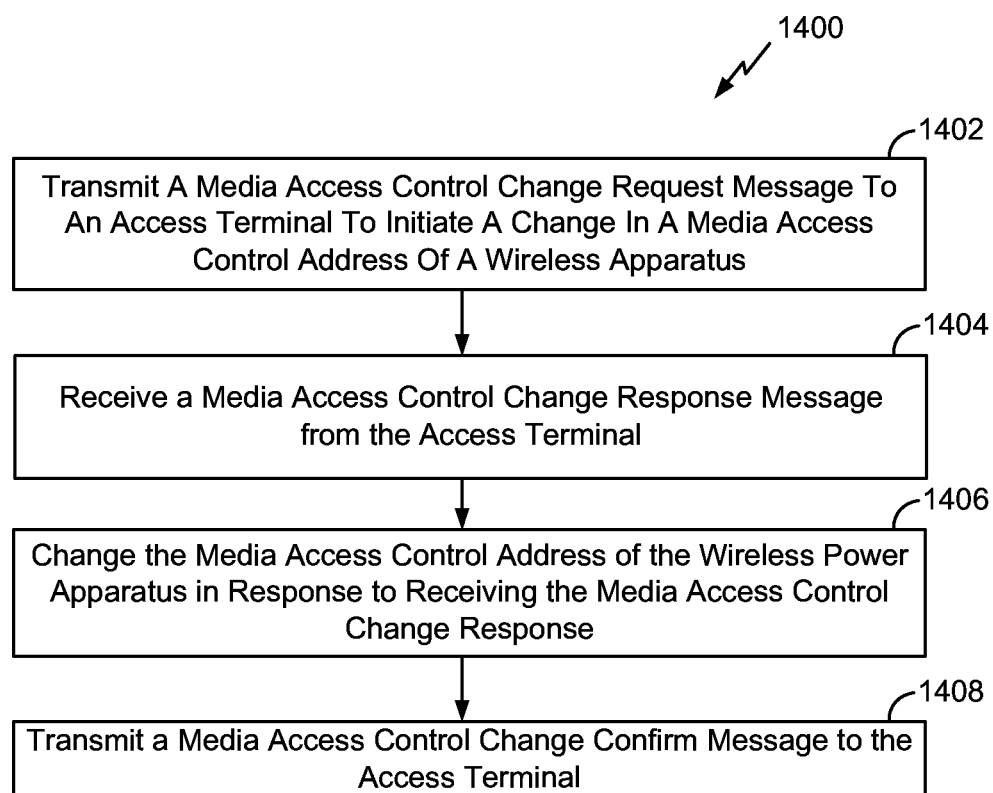 1400
1402
Transmit A Media Access Control Change Request Message To
An Access Terminal To Initiate A Change In A Media Access
Control Address Of A Wireless Apparatus
1404
Receive a Media Access Control Change Response Message
from the Access Terminal
1406
Change the Media Access Control Address of the Wireless Power
Apparatus in Response to Receiving the Media Access Control
Change Response
1408
Transmit a Media Access Control Change Confirm Message to the
Access Terminal